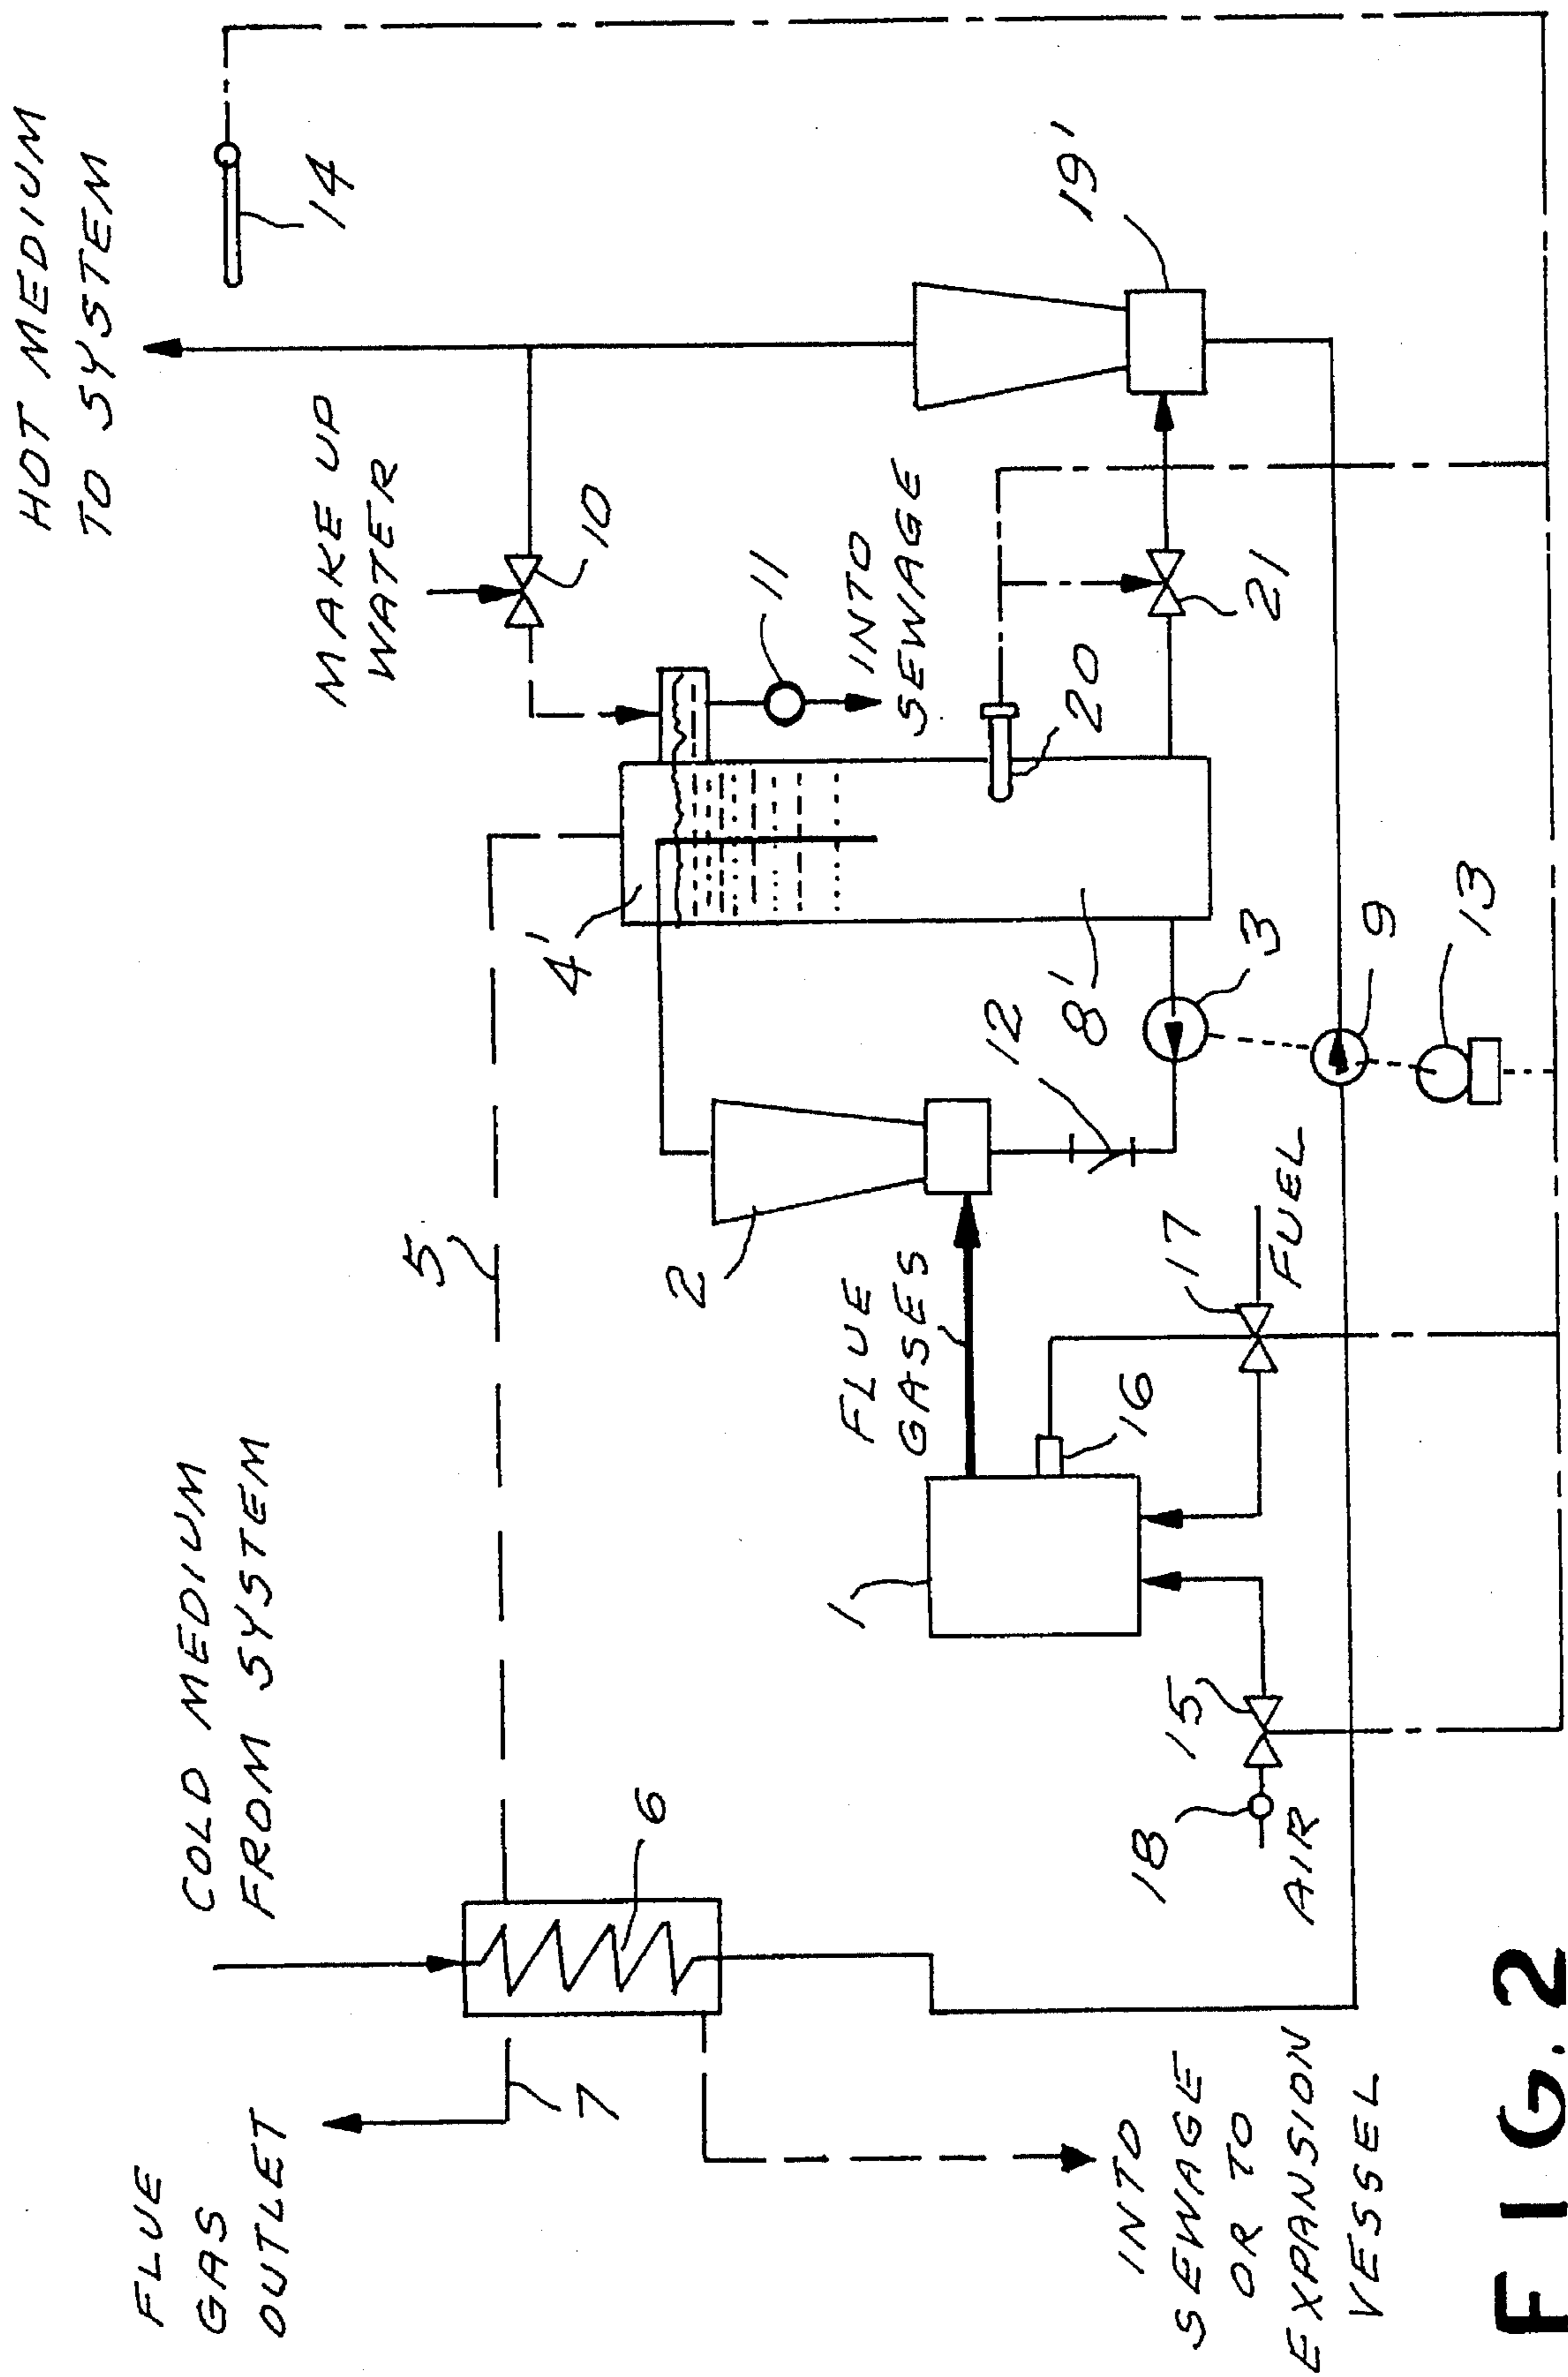 HOT MEDIUM
TO SYSTEM
14
MAKE UP
WATER
10
11
INTO
SEWAGE
19'
20
21
4'
8'
3
9
13
12
5
2
FLUE
GASES
17
FUEL
16
1
COLD MEDIUM
FROM SYSTEM
6
15
18
AIR
7
FLUE
GAS
OUTLET
INTO
SEWAGE
OR TO
EXPANSION
VESSEL
FIG. 2